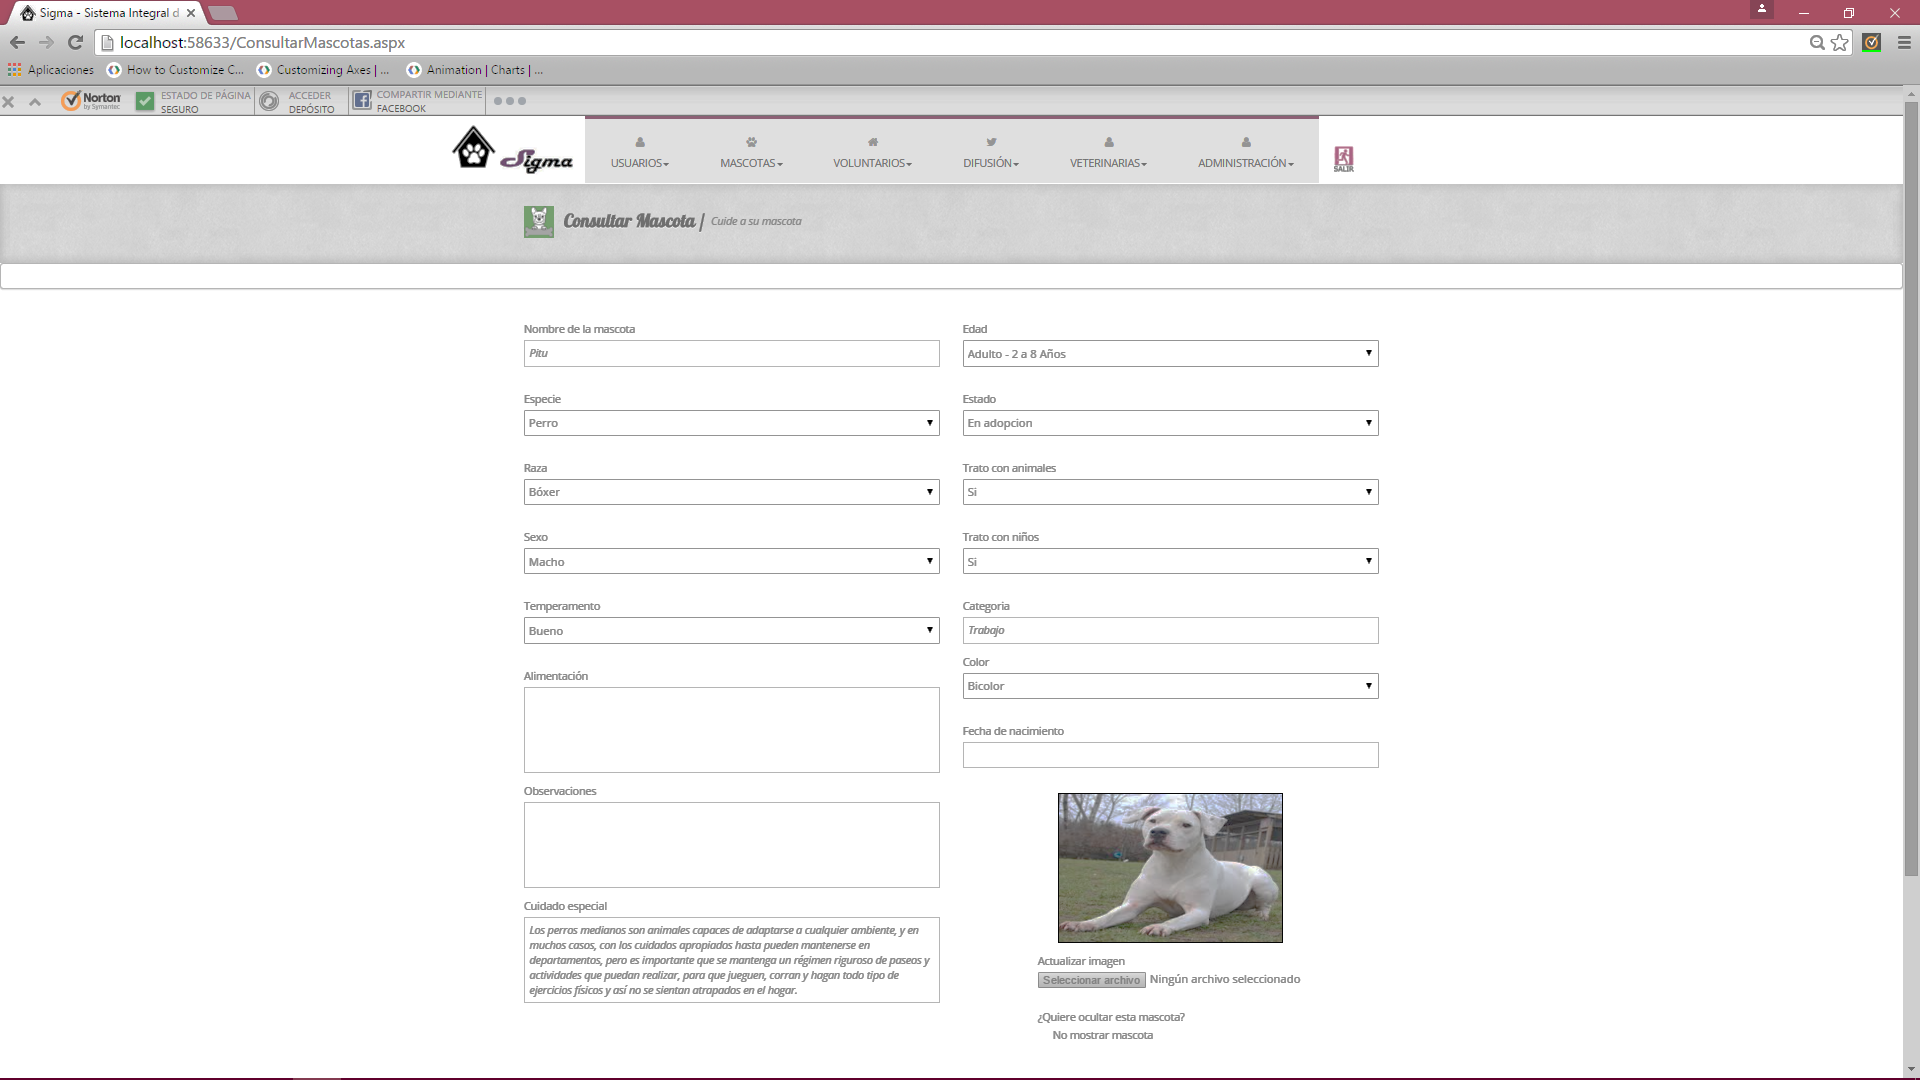 Sigma - Sistema Integral d
localhost:58633/ConsultarMascotas.aspx
Aplicaciones How to Customize C... Customizing Axes | ... Animation | Charts | ...
Norton by Symantec
ESTADO DE PÁGINA
SEGURO
ACCEDER
DEPÓSITO
COMPARTIR MEDIANTE
FACEBOOK
Sigma
USUARIOS MASCOTAS VOLUNTARIOS DIFUSIÓN VETERINARIAS ADMINISTRACIÓN
SALIR
Consultar Mascota / Cuide a su mascota
Nombre de la mascota
Pitu
Especie
Perro
Raza
Bóxer
Sexo
Macho
Temperamento
Bueno
Alimentación
Observaciones
Cuidado especial
Los perros medianos son animales capaces de adaptarse a cualquier ambiente, y en
muchos casos, con los cuidados apropiados hasta pueden mantenerse en
departamentos, pero es importante que se mantenga un régimen riguroso de paseos y
actividades que puedan realizar, para que jueguen, corran y hagan todo tipo de
ejercicios físicos y así no se sientan atrapados en el hogar.
Edad
Adulto - 2 a 8 Años
Estado
En adopcion
Trato con animales
Si
Trato con niños
Si
Categoria
Trabajo
Color
Bicolor
Fecha de nacimiento
Actualizar imagen
Seleccionar archivo Ningún archivo seleccionado
¿Quiere ocultar esta mascota?
No mostrar mascota